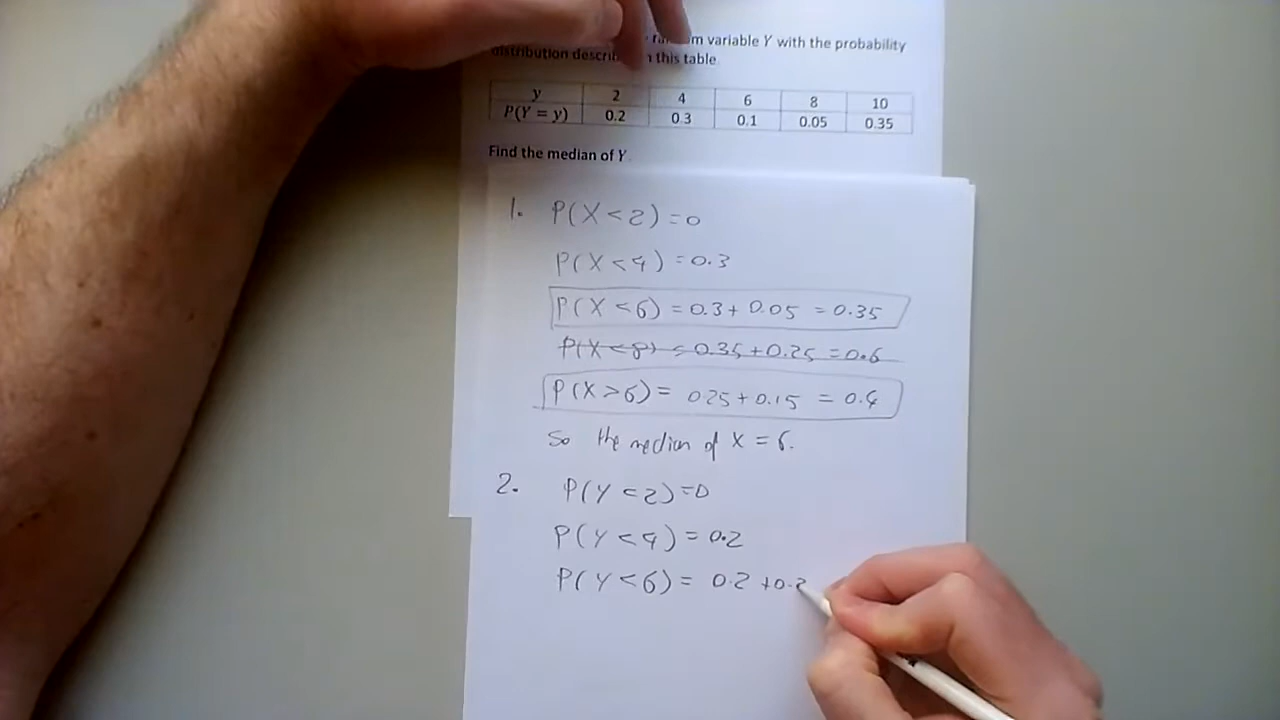 variable Y with the probability
distribution this table
y 2 4 6 8 10
P(Y = y) 0.2 0.3 0.1 0.05 0.35
Find the median of Y
1. P(X<2)=0
P(X<4)=0.3
P(X<6)=0.3+0.05=0.35
P(X<8)=0.35+0.25=0.6
P(X>6)=0.25+0.15=0.4
So the median of X=6.
2. P(Y<2)=0
P(Y<4)=0.2
P(Y<6)=0.2+0.